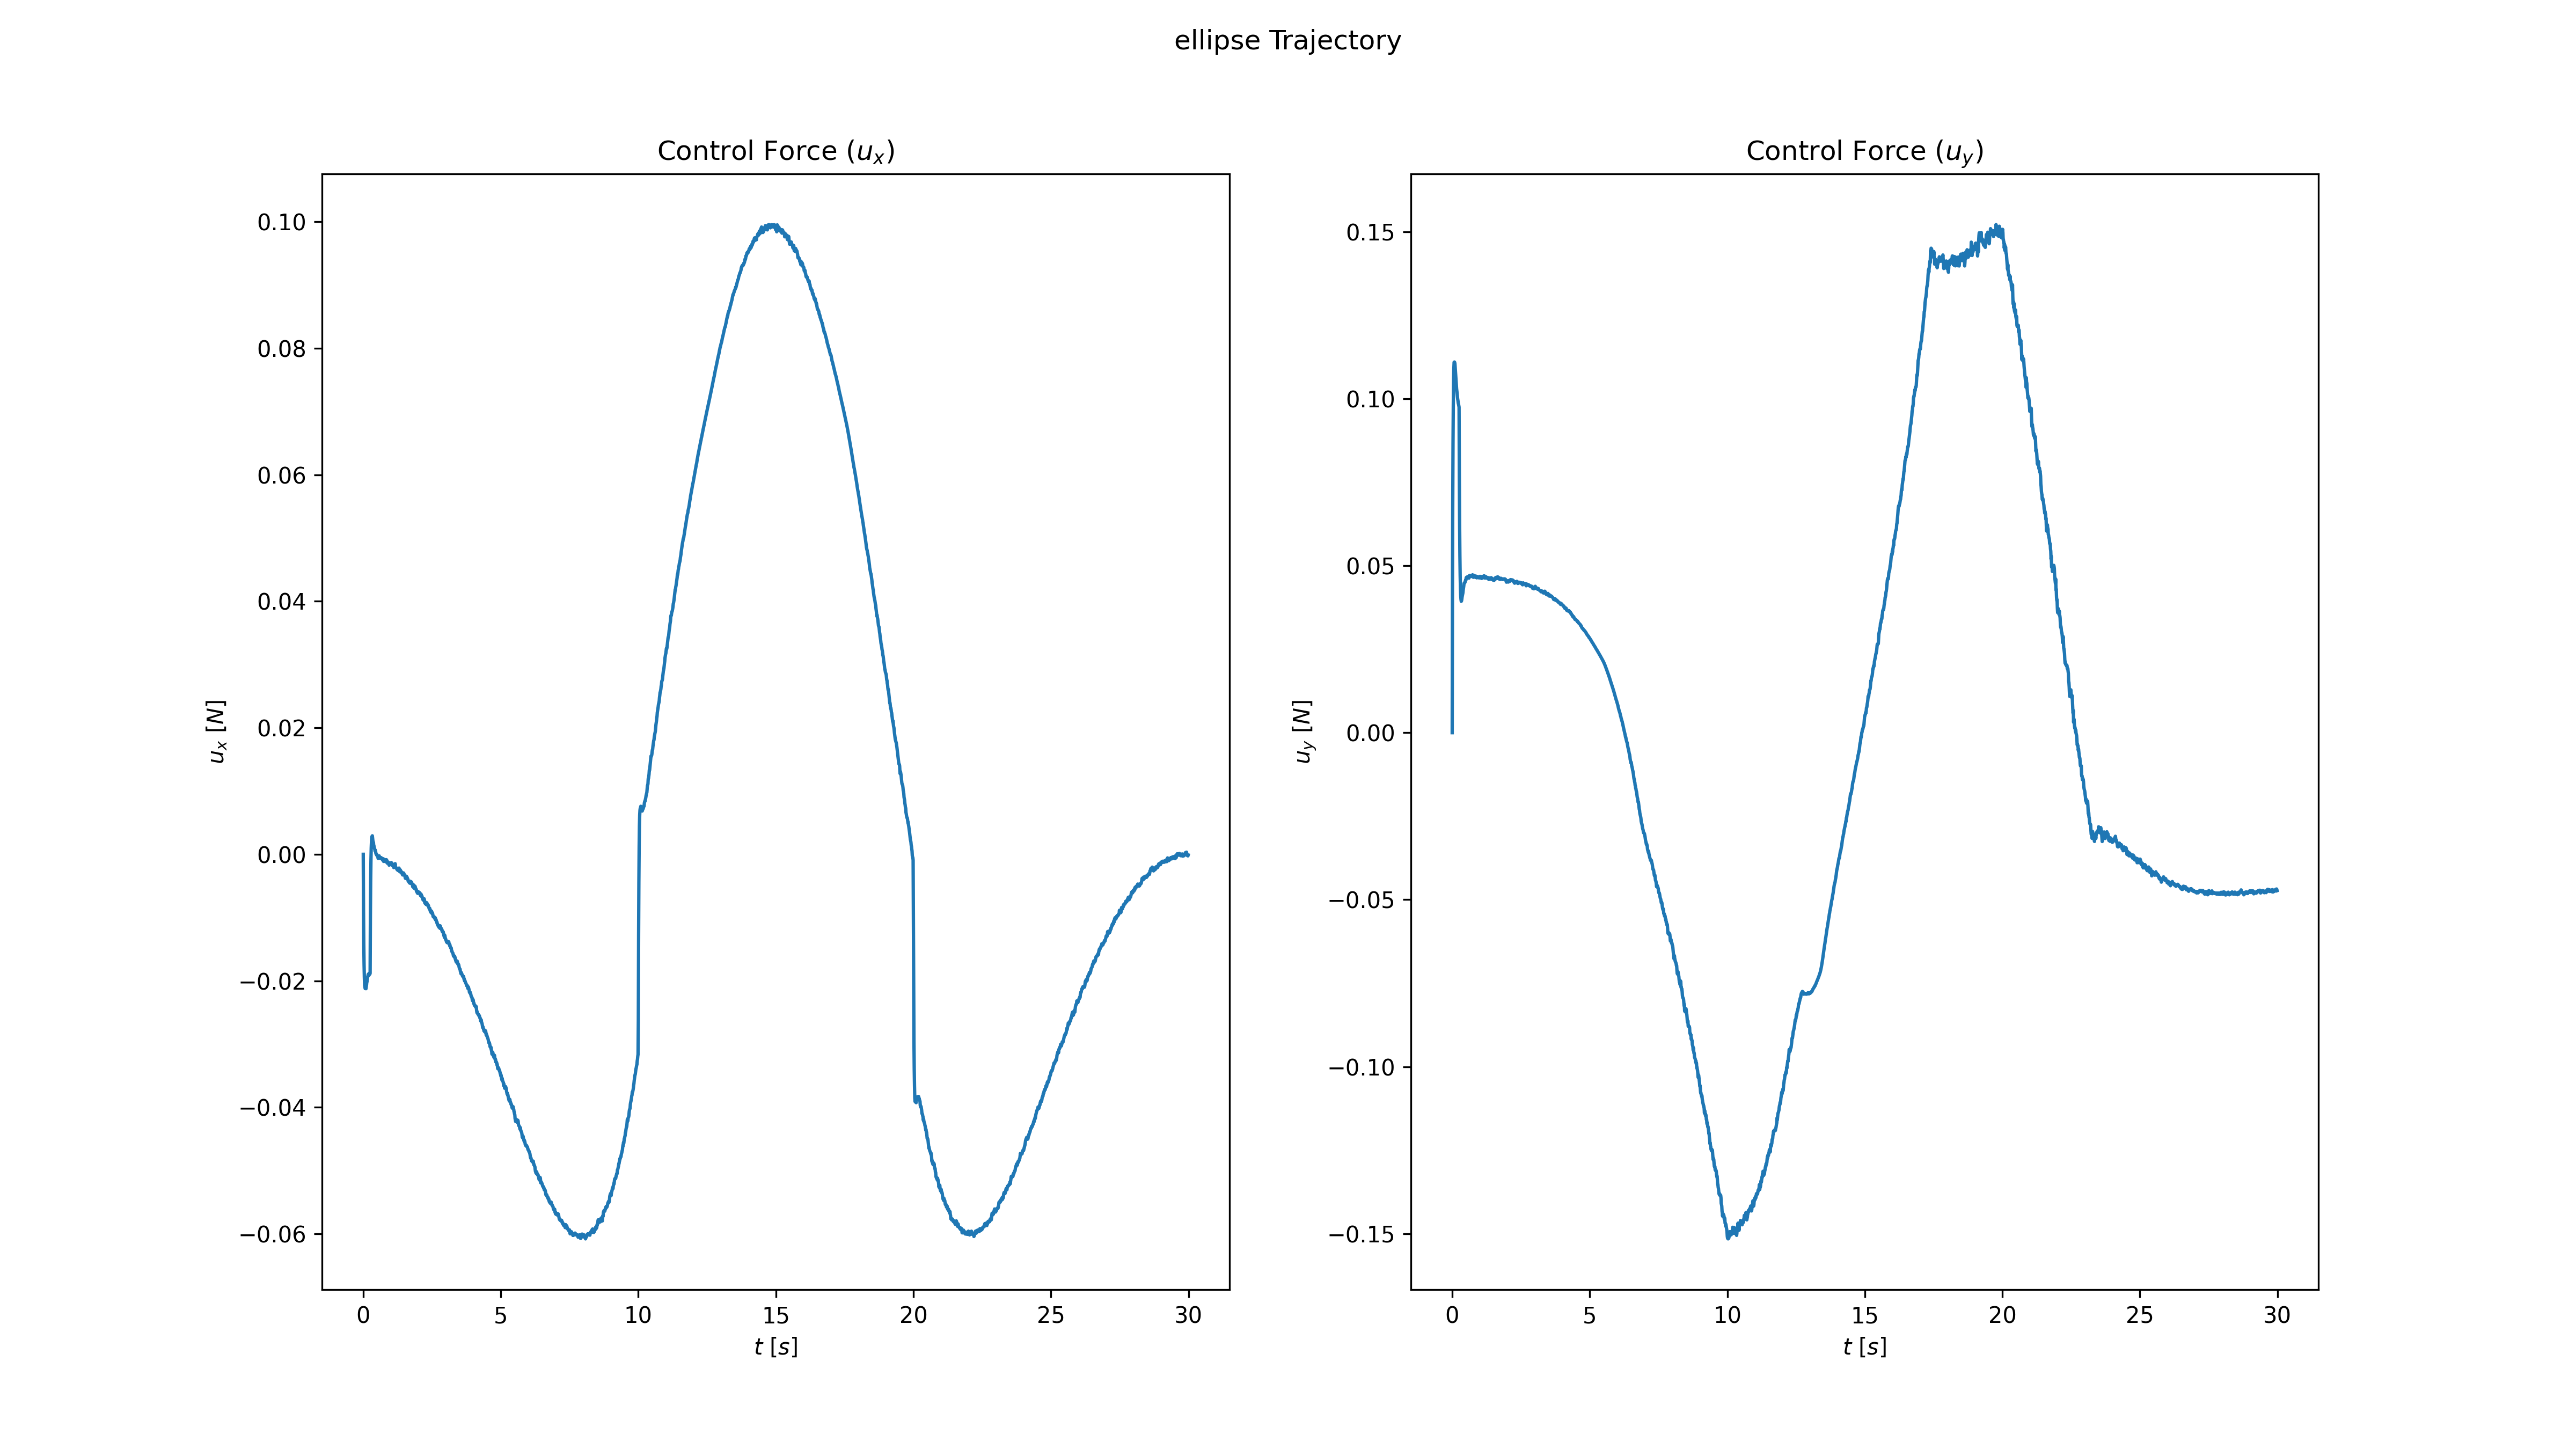 ellipse Trajectory
Control Force (u_x)
0.10
0.08
0.06
0.04
0.02
0.00
−0.02
−0.04
−0.06
u_x [N]
0 5 10 15 20 25 30
t [s]
Control Force (u_y)
0.15
0.10
0.05
0.00
−0.05
−0.10
−0.15
u_y [N]
0 5 10 15 20 25 30
t [s]